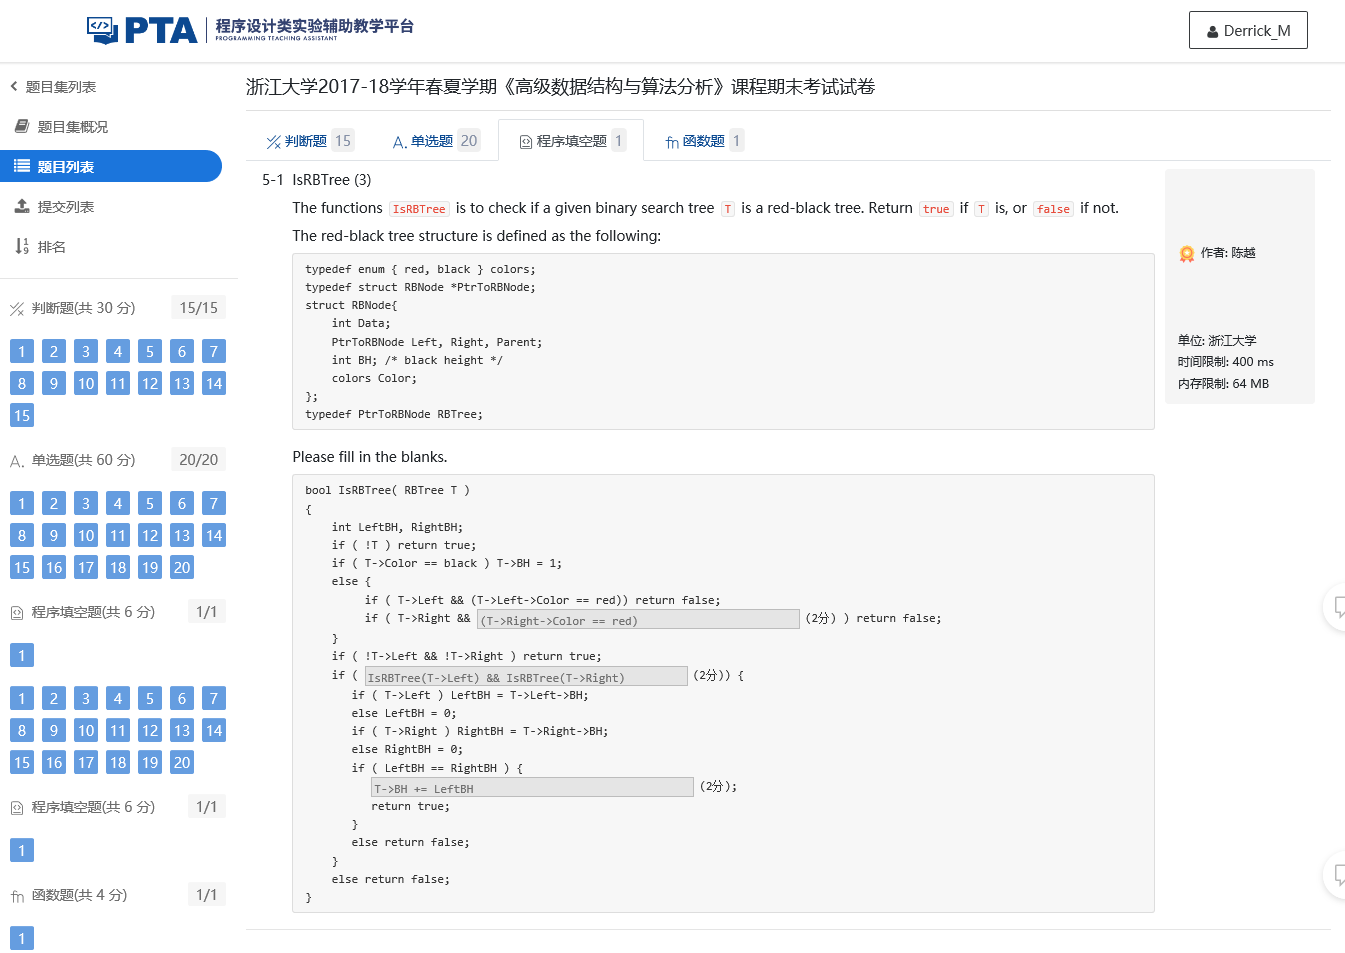 PTA 程序设计类实验辅助教学平台
PROGRAMMING TEACHING ASSISTANT
Derrick_M
题目集列表
题目集概况
题目列表
提交列表
排名
判断题(共 30 分) 15/15
1 2 3 4 5 6 7
8 9 10 11 12 13 14
15
单选题(共 60 分) 20/20
1 2 3 4 5 6 7
8 9 10 11 12 13 14
15 16 17 18 19 20
程序填空题(共 6 分) 1/1
1
1 2 3 4 5 6 7
8 9 10 11 12 13 14
15 16 17 18 19 20
程序填空题(共 6 分) 1/1
1
函数题(共 4 分) 1/1
1
浙江大学2017-18学年春夏学期《高级数据结构与算法分析》课程期末考试试卷
判断题 15 单选题 20 程序填空题 1 函数题 1
5-1 IsRBTree (3)
The functions IsRBTree is to check if a given binary search tree T is a red-black tree. Return true if T is, or false if not.
The red-black tree structure is defined as the following:
typedef enum { red, black } colors;
typedef struct RBNode *PtrToRBNode;
struct RBNode{
    int Data;
    PtrToRBNode Left, Right, Parent;
    int BH; /* black height */
    colors Color;
};
typedef PtrToRBNode RBTree;
Please fill in the blanks.
bool IsRBTree( RBTree T )
{
    int LeftBH, RightBH;
    if ( !T ) return true;
    if ( T->Color == black ) T->BH = 1;
    else {
         if ( T->Left && (T->Left->Color == red)) return false;
         if ( T->Right && (T->Right->Color == red) (2分) ) return false;
    }
    if ( !T->Left && !T->Right ) return true;
    if ( IsRBTree(T->Left) && IsRBTree(T->Right) (2分)) {
       if ( T->Left ) LeftBH = T->Left->BH;
       else LeftBH = 0;
       if ( T->Right ) RightBH = T->Right->BH;
       else RightBH = 0;
       if ( LeftBH == RightBH ) {
          T->BH += LeftBH (2分);
          return true;
       }
       else return false;
    }
    else return false;
}
作者: 陈越
单位: 浙江大学
时间限制: 400 ms
内存限制: 64 MB